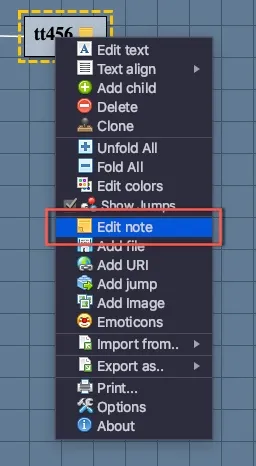 tt456
Edit text
Text align
Add child
Delete
Clone
Unfold All
Fold All
Edit colors
Show Jumps
Edit note
Add file
Add URI
Add jump
Add Image
Emoticons
Import from..
Export as..
Print...
Options
About